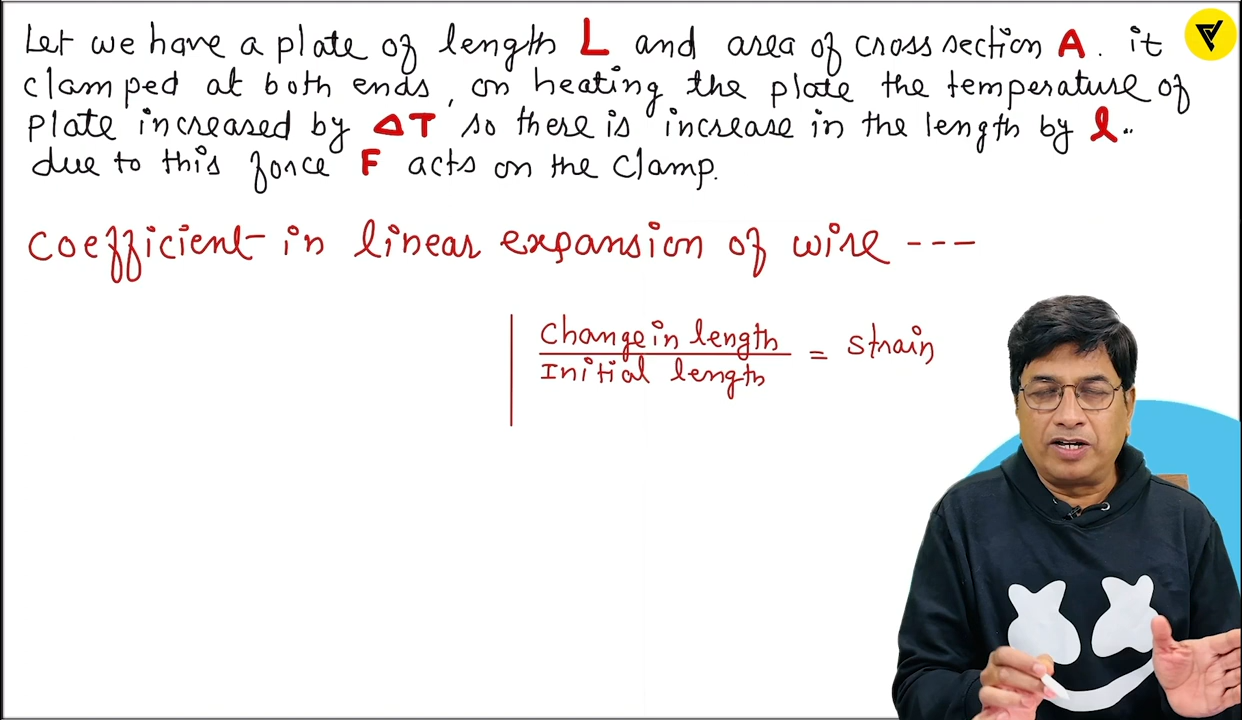 Let we have a plate of length L and area of cross section A. it
clamped at both ends, on heating the plate the temperature of
plate increased by ΔT so there is increase in the length by l..
due to this force F acts on the clamp.
coefficient in linear expansion of wire ---
Change in length
Initial length
= strain